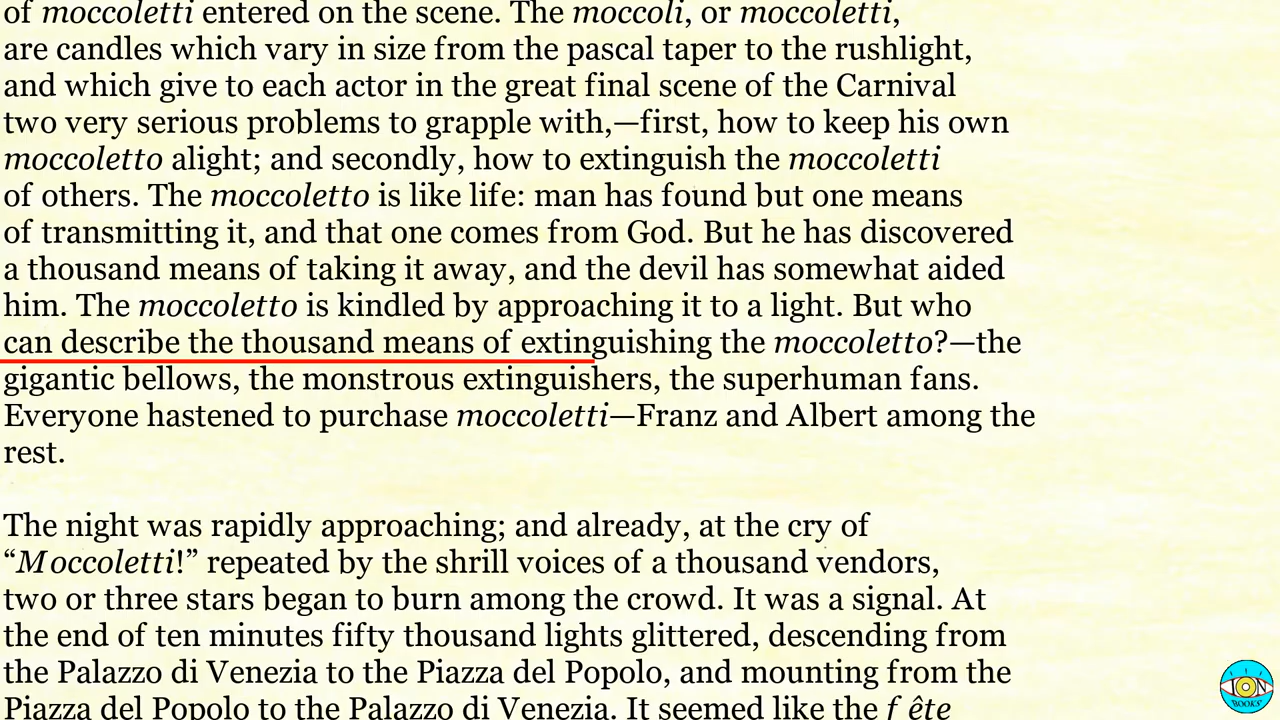 of moccoletti entered on the scene. The moccoli, or moccoletti,
are candles which vary in size from the pascal taper to the rushlight,
and which give to each actor in the great final scene of the Carnival
two very serious problems to grapple with,—first, how to keep his own
moccoletto alight; and secondly, how to extinguish the moccoletti
of others. The moccoletto is like life: man has found but one means
of transmitting it, and that one comes from God. But he has discovered
a thousand means of taking it away, and the devil has somewhat aided
him. The moccoletto is kindled by approaching it to a light. But who
can describe the thousand means of extinguishing the moccoletto?—the
gigantic bellows, the monstrous extinguishers, the superhuman fans.
Everyone hastened to purchase moccoletti—Franz and Albert among the
rest.
The night was rapidly approaching; and already, at the cry of
“Moccoletti!” repeated by the shrill voices of a thousand vendors,
two or three stars began to burn among the crowd. It was a signal. At
the end of ten minutes fifty thousand lights glittered, descending from
the Palazzo di Venezia to the Piazza del Popolo, and mounting from the
Piazza del Popolo to the Palazzo di Venezia. It seemed like the fête
ION
BOOKS